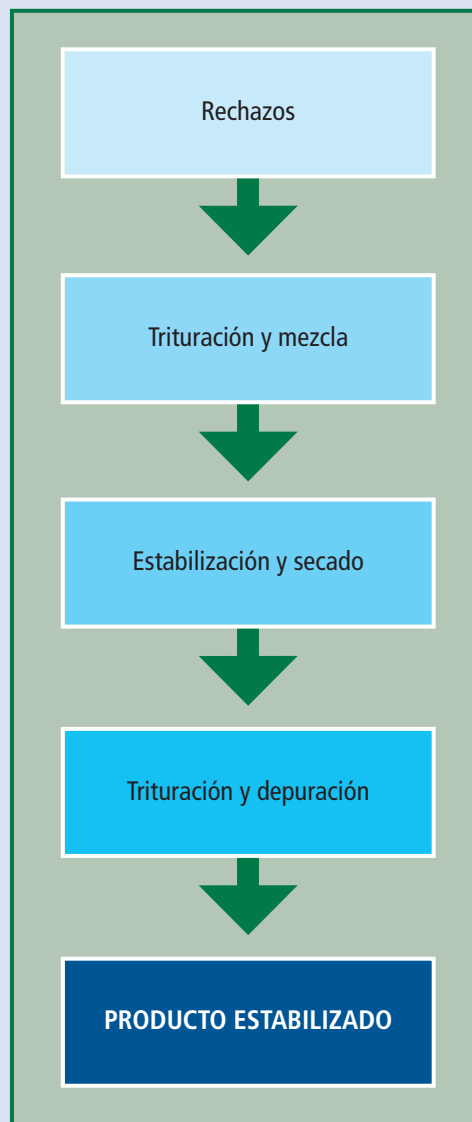 Rechazos
Trituración y mezcla
Estabilización y secado
Trituración y depuración
PRODUCTO ESTABILIZADO